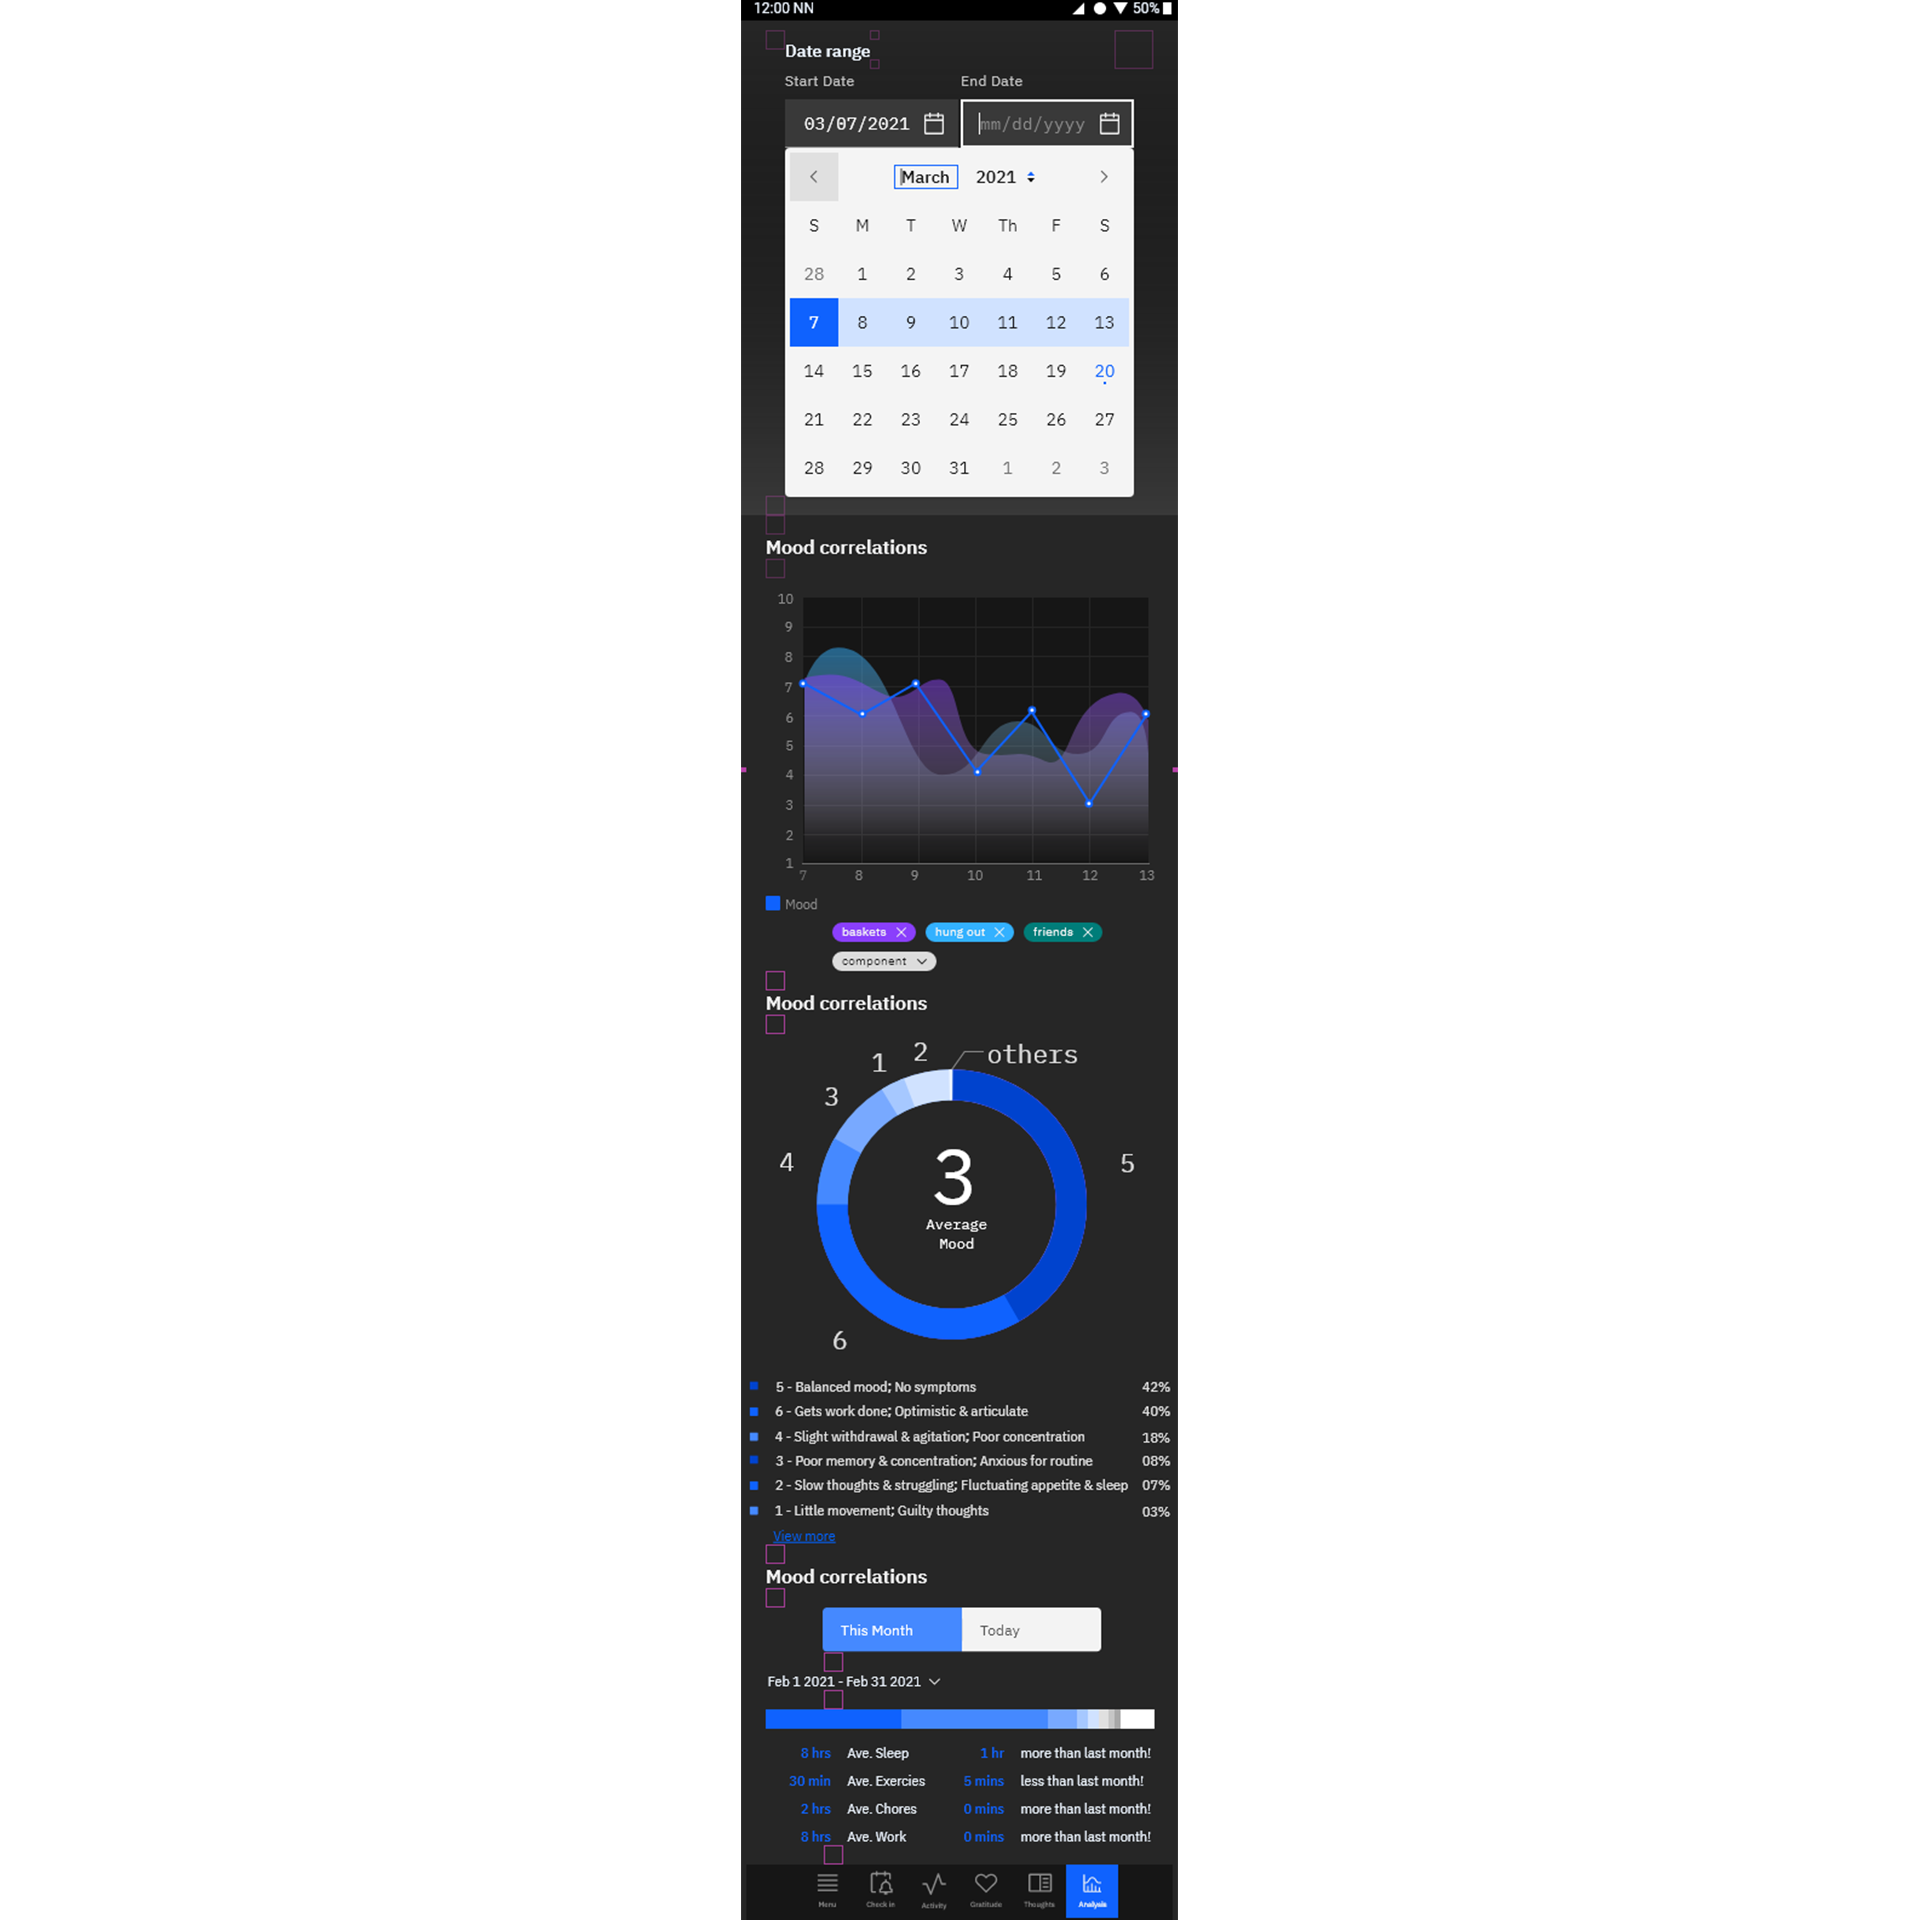 12:00 NN 50%
Date range
Start Date End Date
03/07/2021 mm/dd/yyyy
March 2021
S M T W Th F S
28 1 2 3 4 5 6
7 8 9 10 11 12 13
14 15 16 17 18 19 20
21 22 23 24 25 26 27
28 29 30 31 1 2 3
Mood correlations
10
9
8
7
6
5
4
3
2
1
7 8 9 10 11 12 13
Mood
baskets hung out friends
component
Mood correlations
others
2
1
3
4
5
6
3
Average
Mood
5 - Balanced mood; No symptoms 42%
6 - Gets work done; Optimistic & articulate 40%
4 - Slight withdrawal & agitation; Poor concentration 18%
3 - Poor memory & concentration; Anxious for routine 08%
2 - Slow thoughts & struggling; Fluctuating appetite & sleep 07%
1 - Little movement; Guilty thoughts 03%
View more
Mood correlations
This Month Today
Feb 1 2021 - Feb 31 2021
8 hrs Ave. Sleep 1 hr more than last month!
30 min Ave. Exercies 5 mins less than last month!
2 hrs Ave. Chores 0 mins more than last month!
8 hrs Ave. Work 0 mins more than last month!
Menu Check in Activity Gratitude Thoughts Analysis